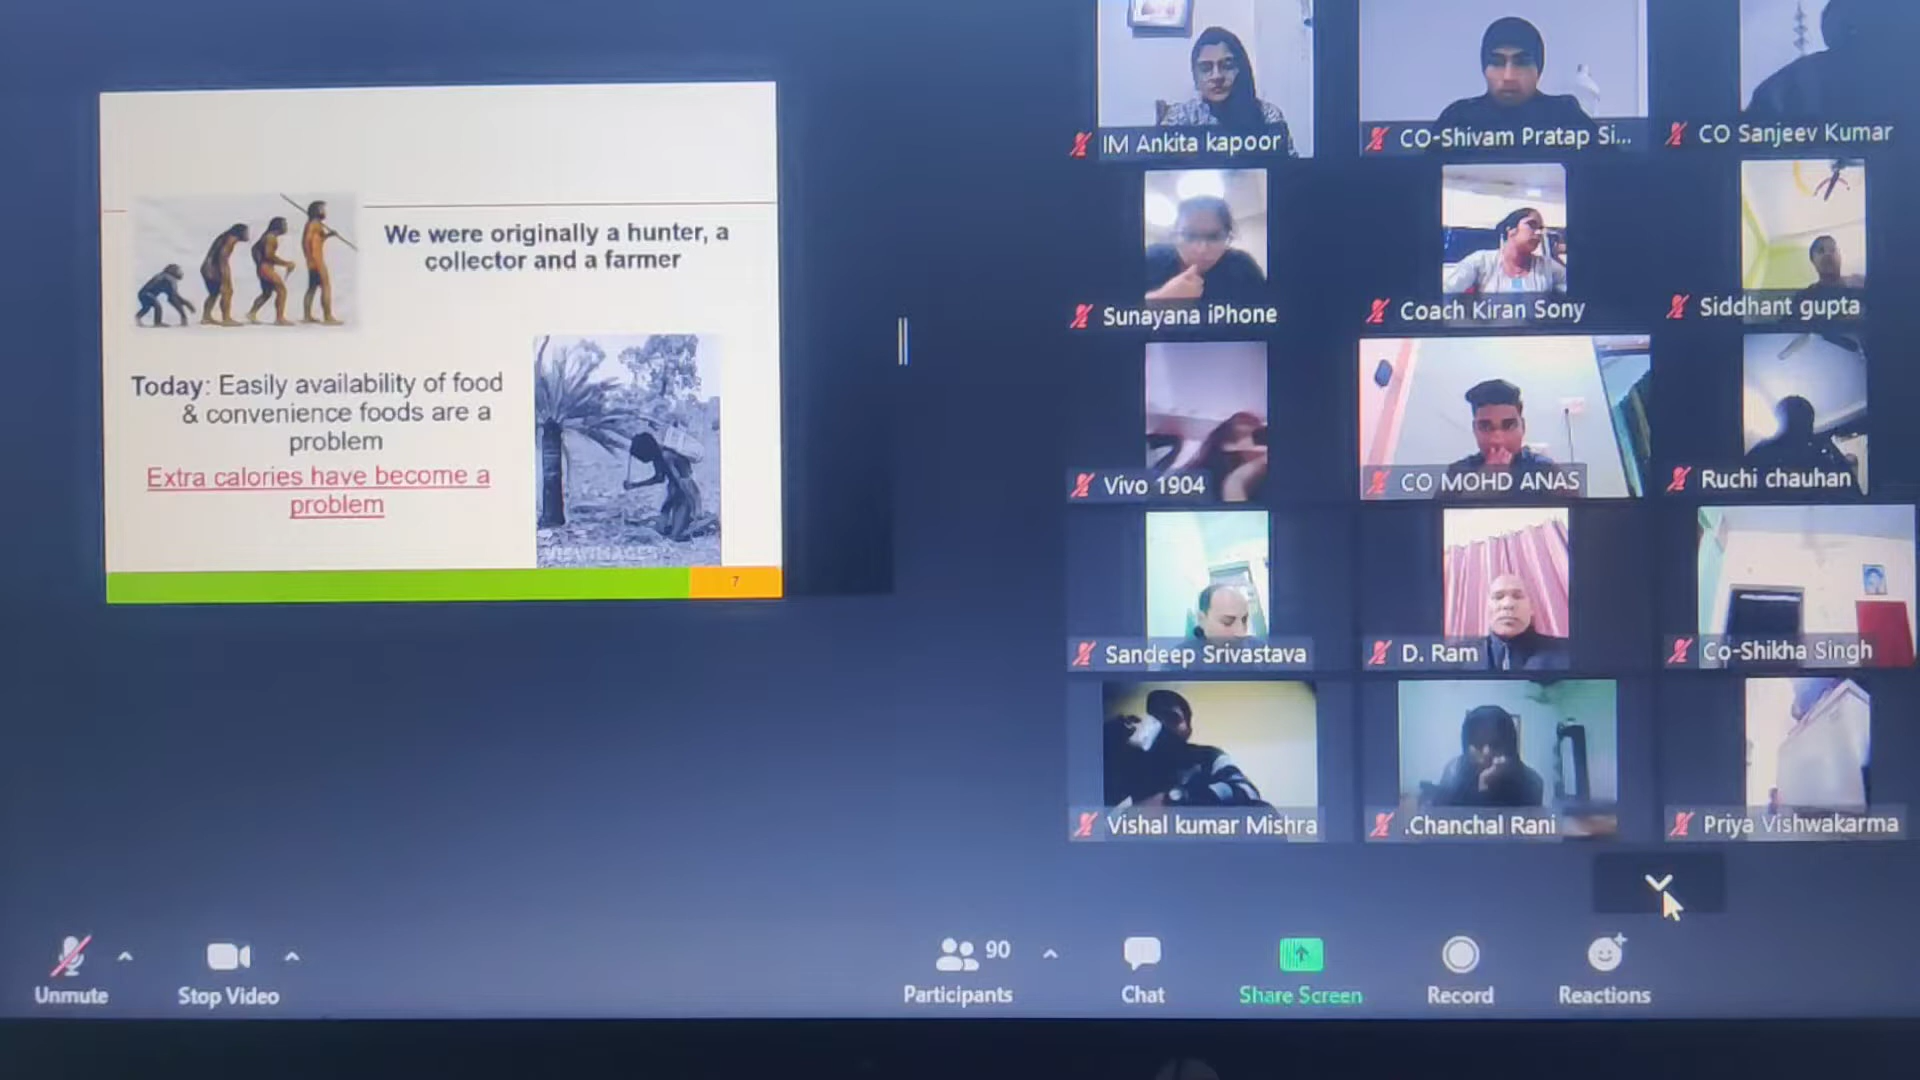 We were originally a hunter, a
collector and a farmer
Today: Easily availability of food
& convenience foods are a
problem
Extra calories have become a
problem
7
IM Ankita kapoor
CO-Shivam Pratap Si...
CO Sanjeev Kumar
Sunayana iPhone
Coach Kiran Sony
Siddhant gupta
Vivo 1904
CO MOHD ANAS
Ruchi chauhan
Sandeep Srivastava
D. Ram
Co-Shikha Singh
Vishal kumar Mishra
.Chanchal Rani
Priya Vishwakarma
Unmute
Stop Video
90
Participants
Chat
Share Screen
Record
Reactions